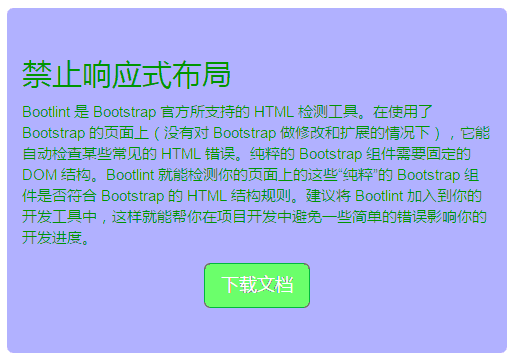 禁止响应式布局
Bootlint 是 Bootstrap 官方所支持的 HTML 检测工具。在使用了
Bootstrap 的页面上（没有对 Bootstrap 做修改和扩展的情况下），它能
自动检查某些常见的 HTML 错误。纯粹的 Bootstrap 组件需要固定的
DOM 结构。Bootlint 就能检测你的页面上的这些“纯粹”的 Bootstrap 组
件是否符合 Bootstrap 的 HTML 结构规则。建议将 Bootlint 加入到你的
开发工具中，这样就能帮你在项目开发中避免一些简单的错误影响你的
开发进度。
下载文档